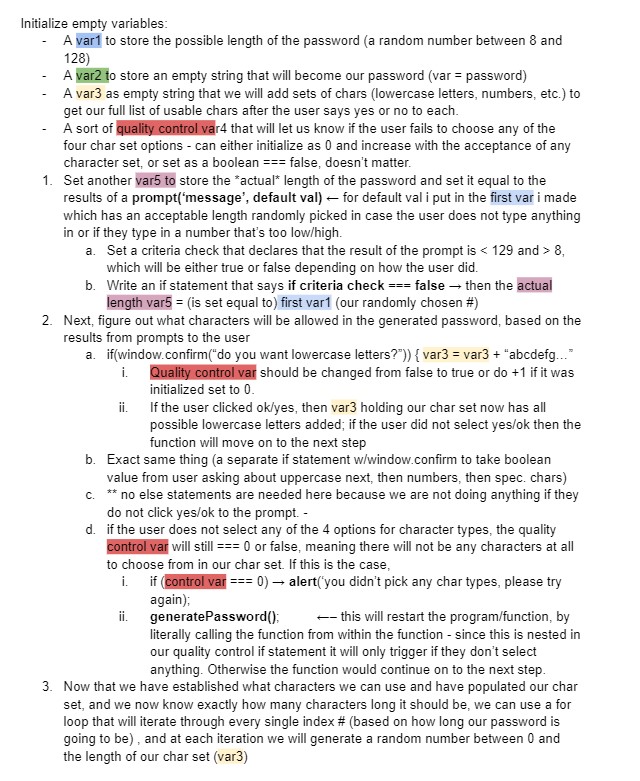 Initialize empty variables:
- A var1 to store the possible length of the password (a random number between 8 and
128)
- A var2 to store an empty string that will become our password (var = password)
- A var3 as empty string that we will add sets of chars (lowercase letters, numbers, etc.) to
get our full list of usable chars after the user says yes or no to each.
- A sort of quality control var4 that will let us know if the user fails to choose any of the
four char set options - can either initialize as 0 and increase with the acceptance of any
character set, or set as a boolean === false, doesn't matter.
1. Set another var5 to store the *actual* length of the password and set it equal to the
results of a prompt('message', default val) ← for default val i put in the first var i made
which has an acceptable length randomly picked in case the user does not type anything
in or if they type in a number that's too low/high.
a. Set a criteria check that declares that the result of the prompt is < 129 and > 8,
which will be either true or false depending on how the user did.
b. Write an if statement that says if criteria check === false → then the actual
length var5 = (is set equal to) first var1 (our randomly chosen #)
2. Next, figure out what characters will be allowed in the generated password, based on the
results from prompts to the user
a. if(window.confirm("do you want lowercase letters?")) { var3 = var3 + "abcdefg..."
i. Quality control var should be changed from false to true or do +1 if it was
initialized set to 0.
ii. If the user clicked ok/yes, then var3 holding our char set now has all
possible lowercase letters added; if the user did not select yes/ok then the
function will move on to the next step
b. Exact same thing (a separate if statement w/window.confirm to take boolean
value from user asking about uppercase next, then numbers, then spec. chars)
c. ** no else statements are needed here because we are not doing anything if they
do not click yes/ok to the prompt. -
d. if the user does not select any of the 4 options for character types, the quality
control var will still === 0 or false, meaning there will not be any characters at all
to choose from in our char set. If this is the case,
i. if (control var === 0) → alert('you didn't pick any char types, please try
again);
ii. generatePassword(); ←– this will restart the program/function, by
literally calling the function from within the function - since this is nested in
our quality control if statement it will only trigger if they don't select
anything. Otherwise the function would continue on to the next step.
3. Now that we have established what characters we can use and have populated our char
set, and we now know exactly how many characters long it should be, we can use a for
loop that will iterate through every single index # (based on how long our password is
going to be) , and at each iteration we will generate a random number between 0 and
the length of our char set (var3)